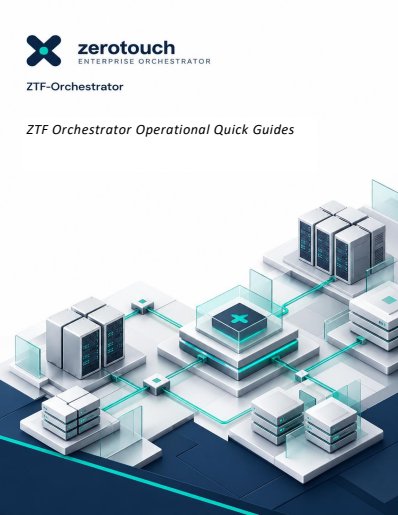 zerotouch
ENTERPRISE ORCHESTRATOR
ZTF-Orchestrator
ZTF Orchestrator Operational Quick Guides